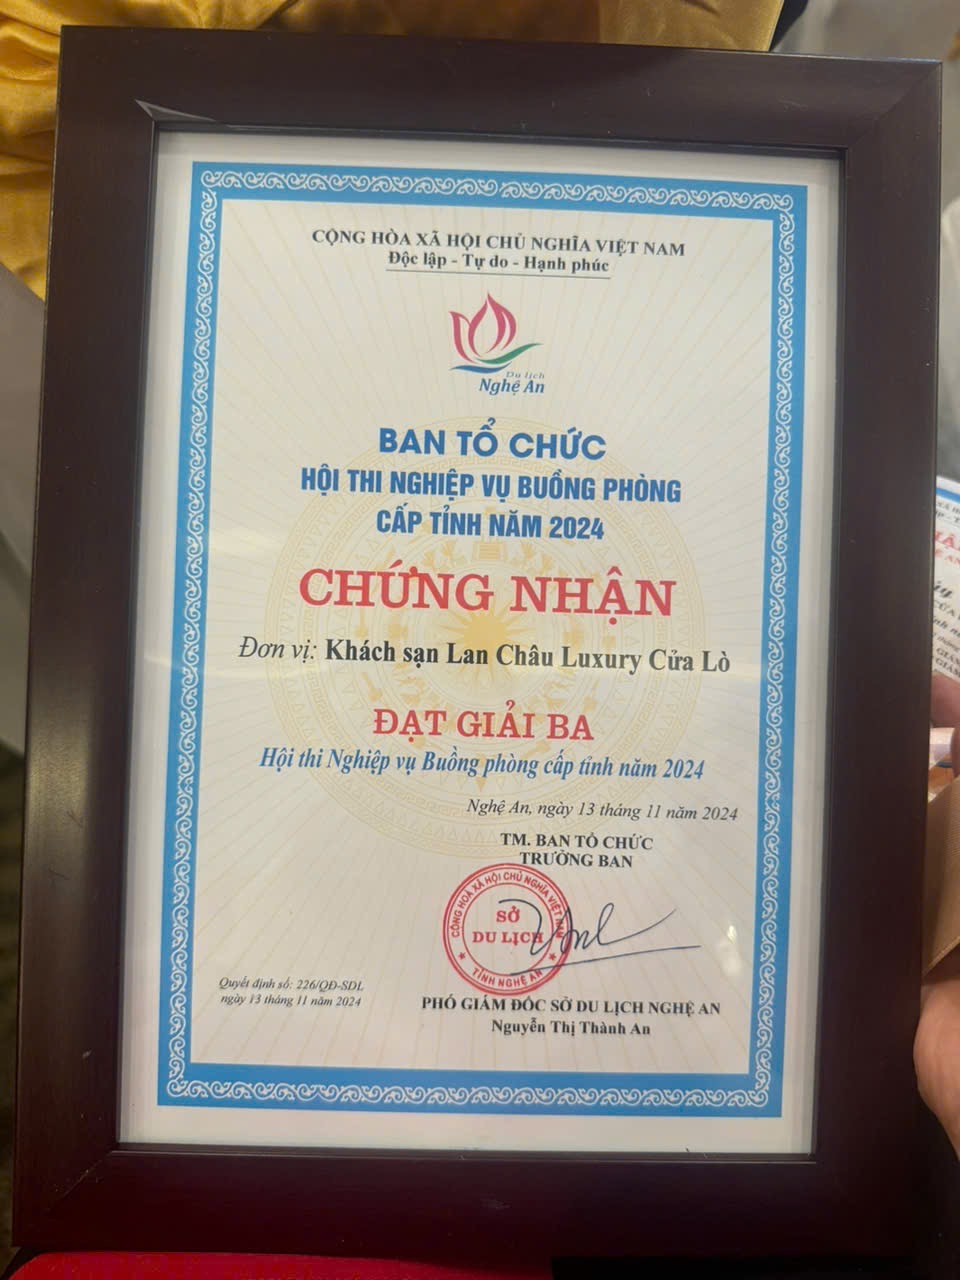 CỘNG HÒA XÃ HỘI CHỦ NGHĨA VIỆT NAM
Độc lập - Tự do - Hạnh phúc
Du lịch
Nghệ An
BAN TỔ CHỨC
HỘI THI NGHIỆP VỤ BUỒNG PHÒNG
CẤP TỈNH NĂM 2024
CHỨNG NHẬN
Đơn vị: Khách sạn Lan Châu Luxury Cửa Lò
ĐẠT GIẢI BA
Hội thi Nghiệp vụ Buồng phòng cấp tỉnh năm 2024
Nghệ An, ngày 13 tháng 11 năm 2024
TM. BAN TỔ CHỨC
TRƯỞNG BAN
CỘNG HOÀ XÃ HỘI CHỦ NGHĨA VIỆT NAM
SỞ
DU LỊCH
TỈNH NGHỆ AN
Quyết định số: 226/QĐ-SDL
ngày 13 tháng 11 năm 2024
PHÓ GIÁM ĐỐC SỞ DU LỊCH NGHỆ AN
Nguyễn Thị Thành An